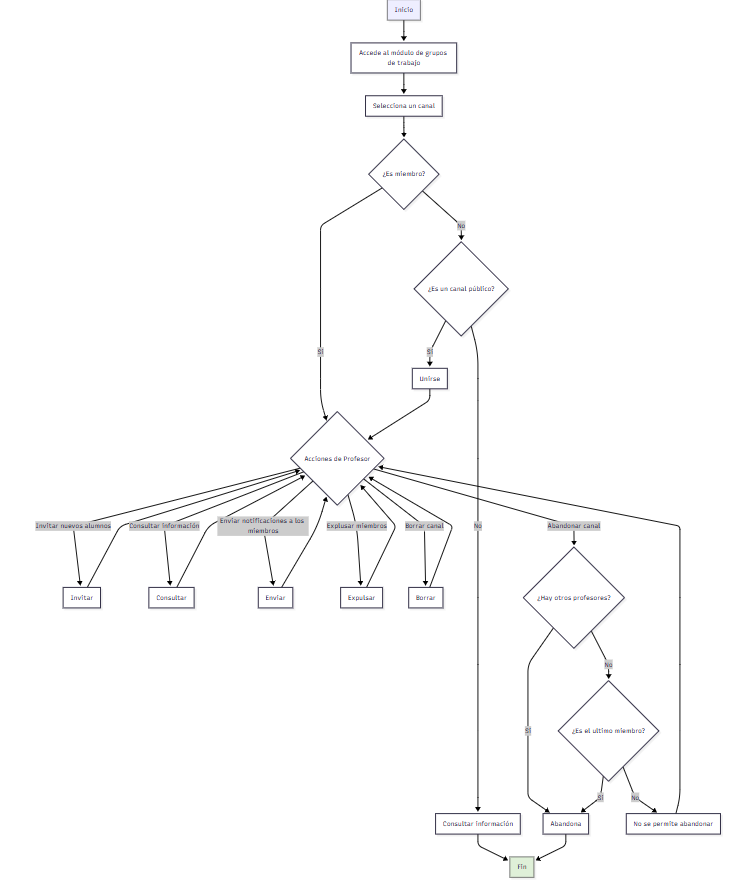 Inicio
Accede al módulo de grupos
de trabajo
Selecciona un canal
¿Es miembro?
No
¿Es un canal público?
Sí
Sí
Unirse
Acciones de Profesor
Invitar nuevos alumnos
Consultar información
Enviar notificaciones a los
miembros
Explusar miembros
Borrar canal
No
Abandonar canal
Invitar
Consultar
Enviar
Expulsar
Borrar
¿Hay otros profesores?
No
Sí
¿Es el ultimo miembro?
Sí
No
Consultar información
Abandona
No se permite abandonar
Fin